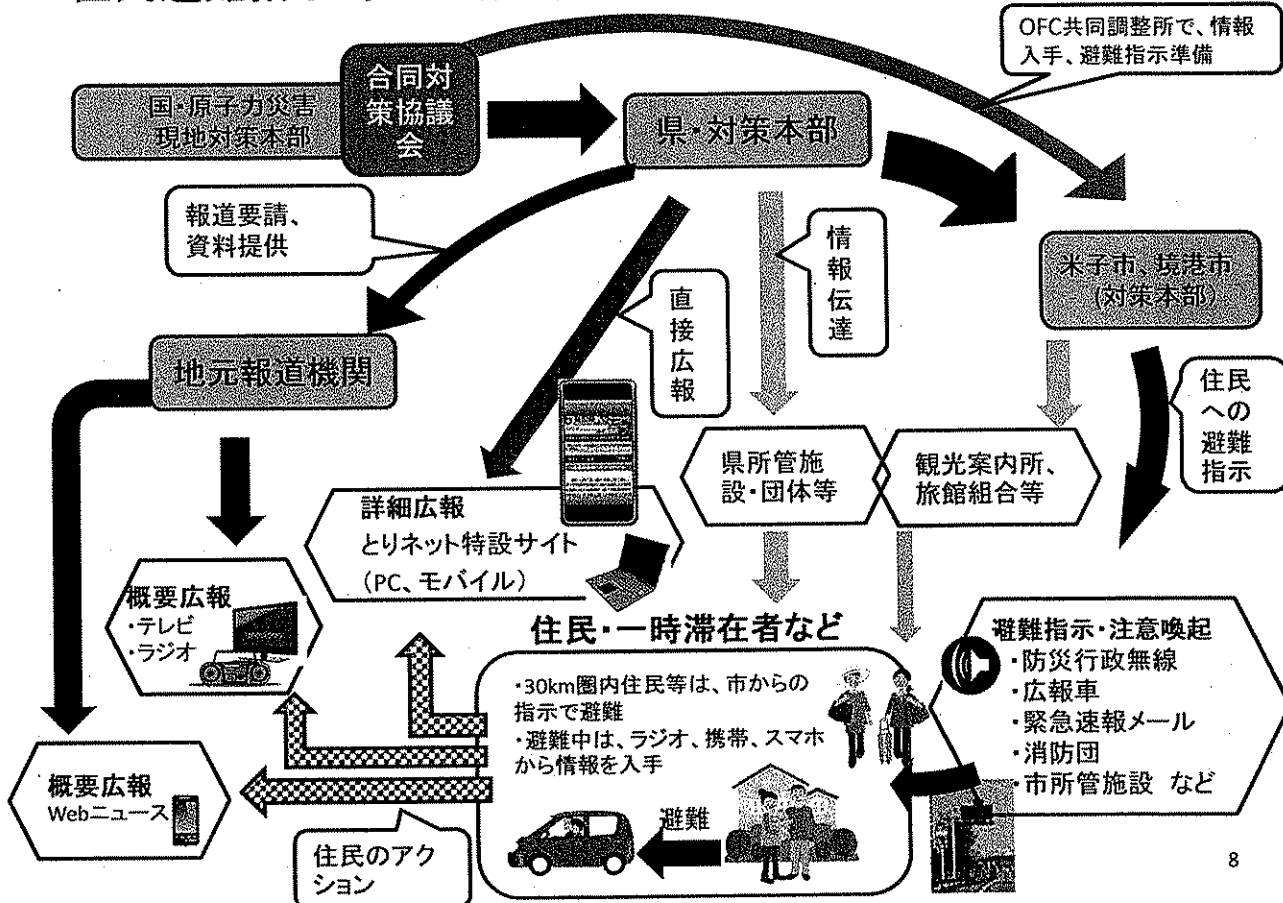 OFC共同調整所で、情報
入手、避難指示準備
合同対
策協議
会
国・原子力災害
現地対策本部
県・対策本部
報道要請、
資料提供
情報伝達
米子市、境港市
(対策本部)
直接広報
地元報道機関
住民への避難指示
県所管施
設・団体等
観光案内所、
旅館組合等
詳細広報
とりネット特設サイト
(PC、モバイル)
概要広報
・テレビ
・ラジオ
住民・一時滞在者など
・30km圏内住民等は、市からの
指示で避難
・避難中は、ラジオ、携帯、スマホ
から情報を入手
避難指示・注意喚起
・防災行政無線
・広報車
・緊急速報メール
・消防団
・市所管施設 など
概要広報
Webニュース
避難
住民のアク
ション
8